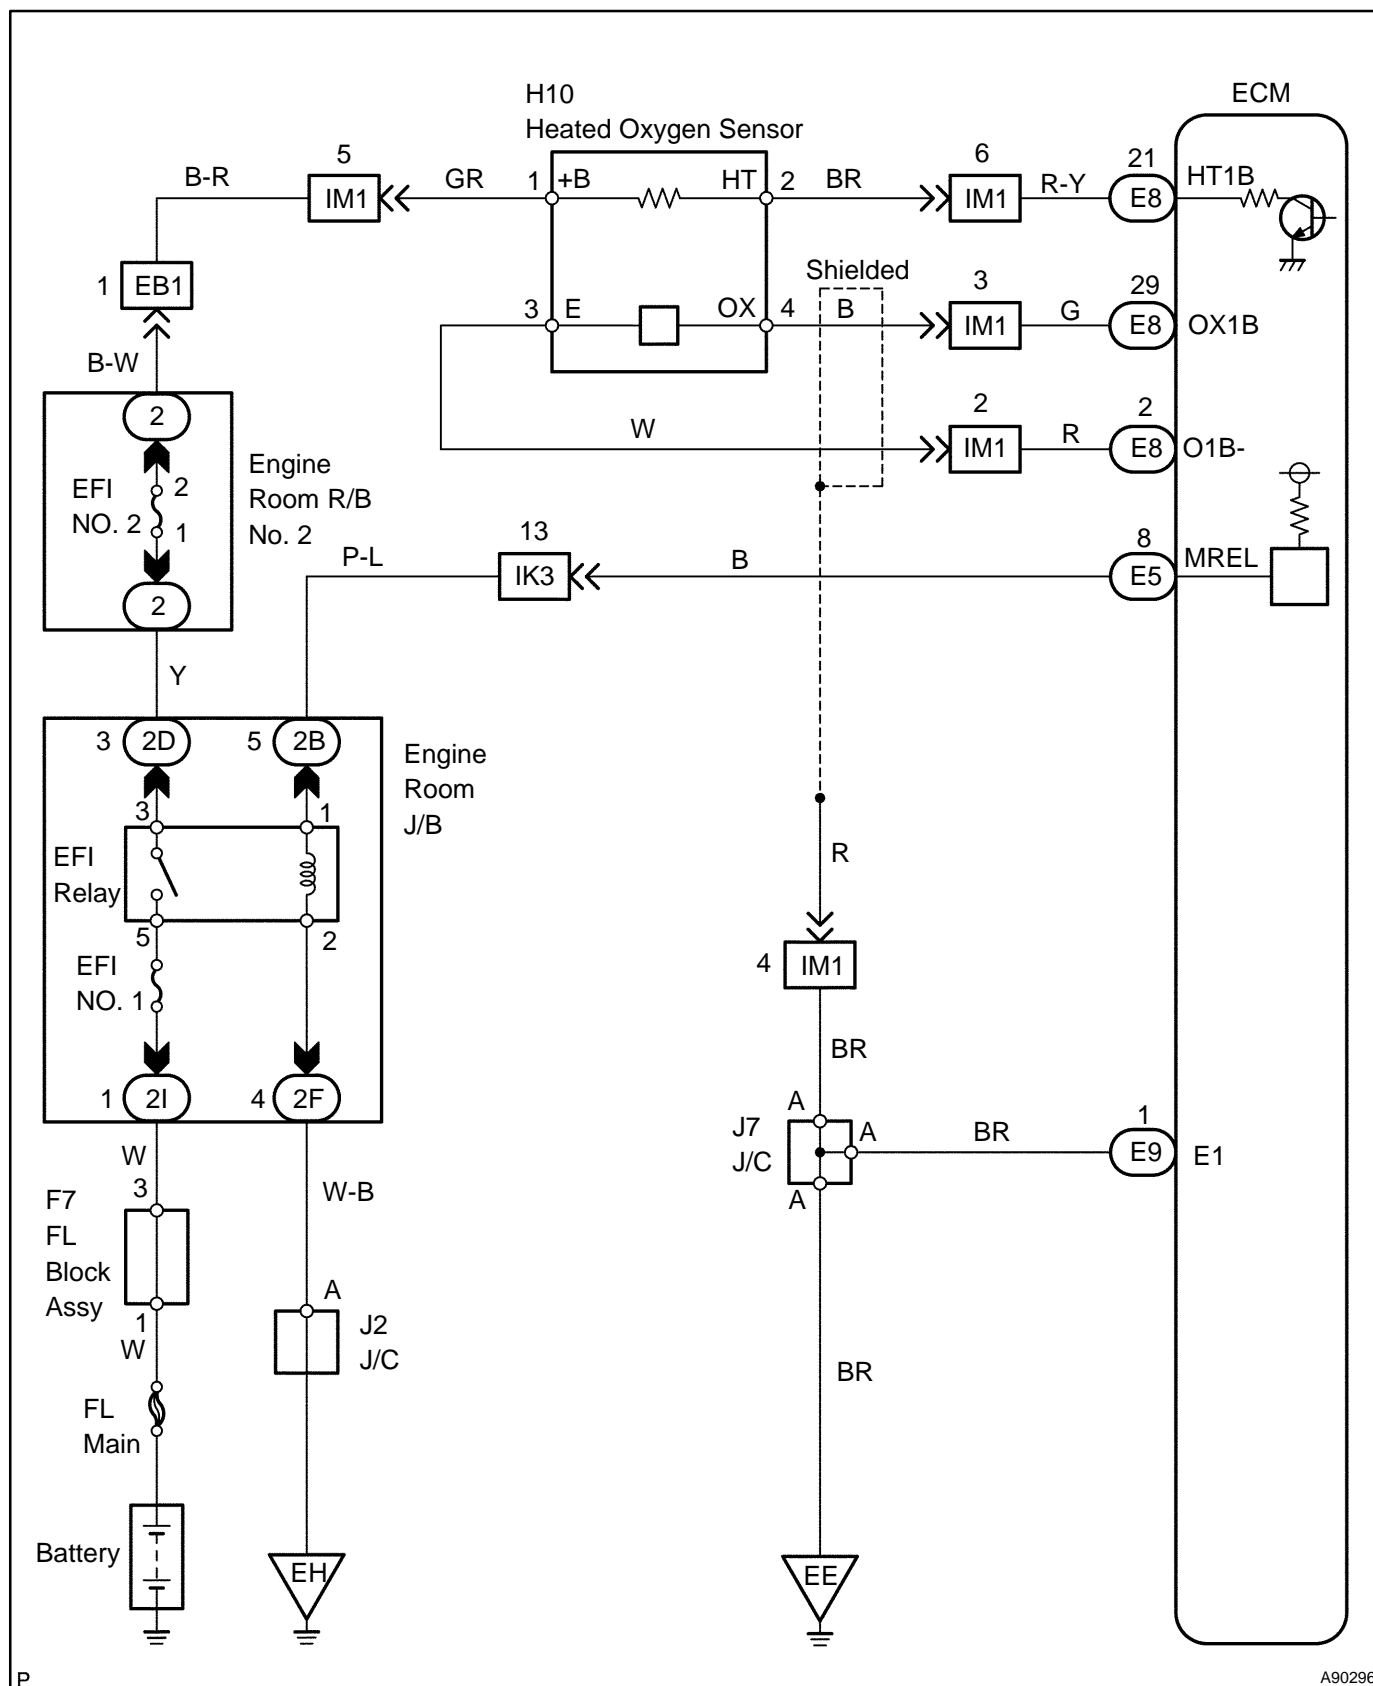 H10
Heated Oxygen Sensor
ECM
5
6
21
B-R
IM1
GR
1
+B
HT
2
BR
IM1
R-Y
E8
HT1B
Shielded
1
EB1
3
29
3
E
OX
4
B
IM1
G
E8
OX1B
B-W
2
2
2
W
IM1
R
E8
O1B-
EFI
NO. 2
2
1
Engine
Room R/B
No. 2
13
8
P-L
IK3
B
E5
MREL
2
Y
3
2D
5
2B
Engine
Room
J/B
3
1
EFI
Relay
R
5
2
EFI
NO. 1
4
IM1
BR
1
2I
4
2F
A
1
J7
J/C
A
BR
E9
E1
A
W
3
W-B
F7
FL
Block
Assy
A
1
W
J2
J/C
BR
FL
Main
Battery
EH
EE
P
A90296